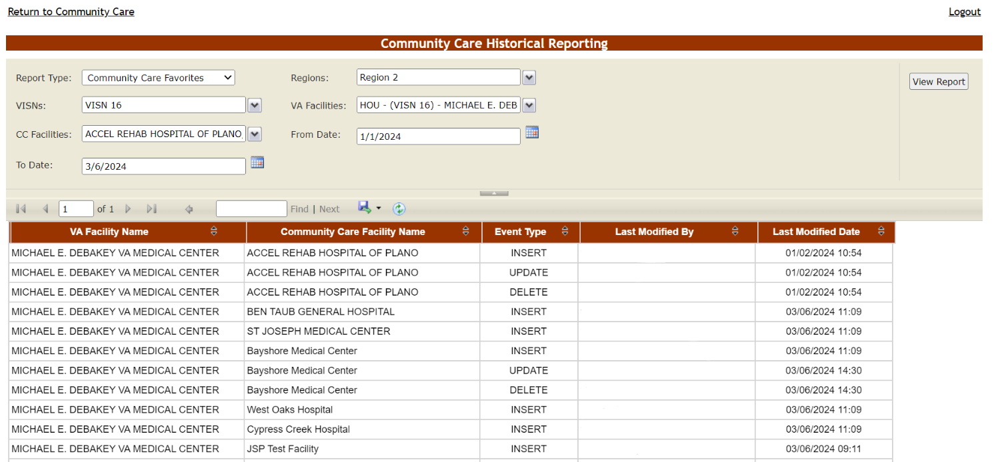 Return to Community Care Logout
Community Care Historical Reporting
Report Type: Community Care Favorites Regions: Region 2 View Report
VISNs: VISN 16 VA Facilities: HOU - (VISN 16) - MICHAEL E. DEB
CC Facilities: ACCEL REHAB HOSPITAL OF PLANO, From Date: 1/1/2024
To Date: 3/6/2024
1 of 1 Find | Next
VA Facility Name Community Care Facility Name Event Type Last Modified By Last Modified Date
MICHAEL E. DEBAKEY VA MEDICAL CENTER ACCEL REHAB HOSPITAL OF PLANO INSERT 01/02/2024 10:54
MICHAEL E. DEBAKEY VA MEDICAL CENTER ACCEL REHAB HOSPITAL OF PLANO UPDATE 01/02/2024 10:54
MICHAEL E. DEBAKEY VA MEDICAL CENTER ACCEL REHAB HOSPITAL OF PLANO DELETE 01/02/2024 10:54
MICHAEL E. DEBAKEY VA MEDICAL CENTER BEN TAUB GENERAL HOSPITAL INSERT 03/06/2024 11:09
MICHAEL E. DEBAKEY VA MEDICAL CENTER ST JOSEPH MEDICAL CENTER INSERT 03/06/2024 11:09
MICHAEL E. DEBAKEY VA MEDICAL CENTER Bayshore Medical Center INSERT 03/06/2024 11:09
MICHAEL E. DEBAKEY VA MEDICAL CENTER Bayshore Medical Center UPDATE 03/06/2024 14:30
MICHAEL E. DEBAKEY VA MEDICAL CENTER Bayshore Medical Center DELETE 03/06/2024 14:30
MICHAEL E. DEBAKEY VA MEDICAL CENTER West Oaks Hospital INSERT 03/06/2024 11:09
MICHAEL E. DEBAKEY VA MEDICAL CENTER Cypress Creek Hospital INSERT 03/06/2024 11:09
MICHAEL E. DEBAKEY VA MEDICAL CENTER JSP Test Facility INSERT 03/06/2024 09:11